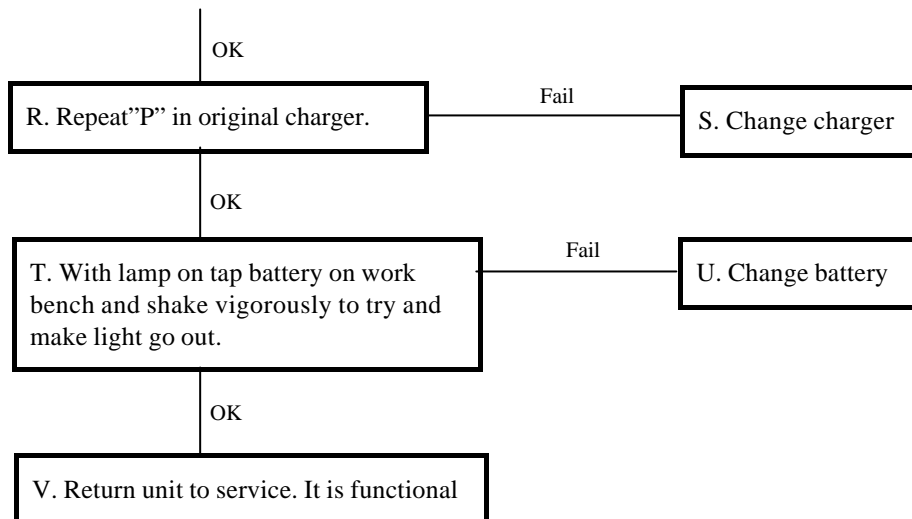 OK
R. Repeat”P” in original charger.
Fail
S. Change charger
OK
T. With lamp on tap battery on work
bench and shake vigorously to try and
make light go out.
Fail
U. Change battery
OK
V. Return unit to service. It is functional